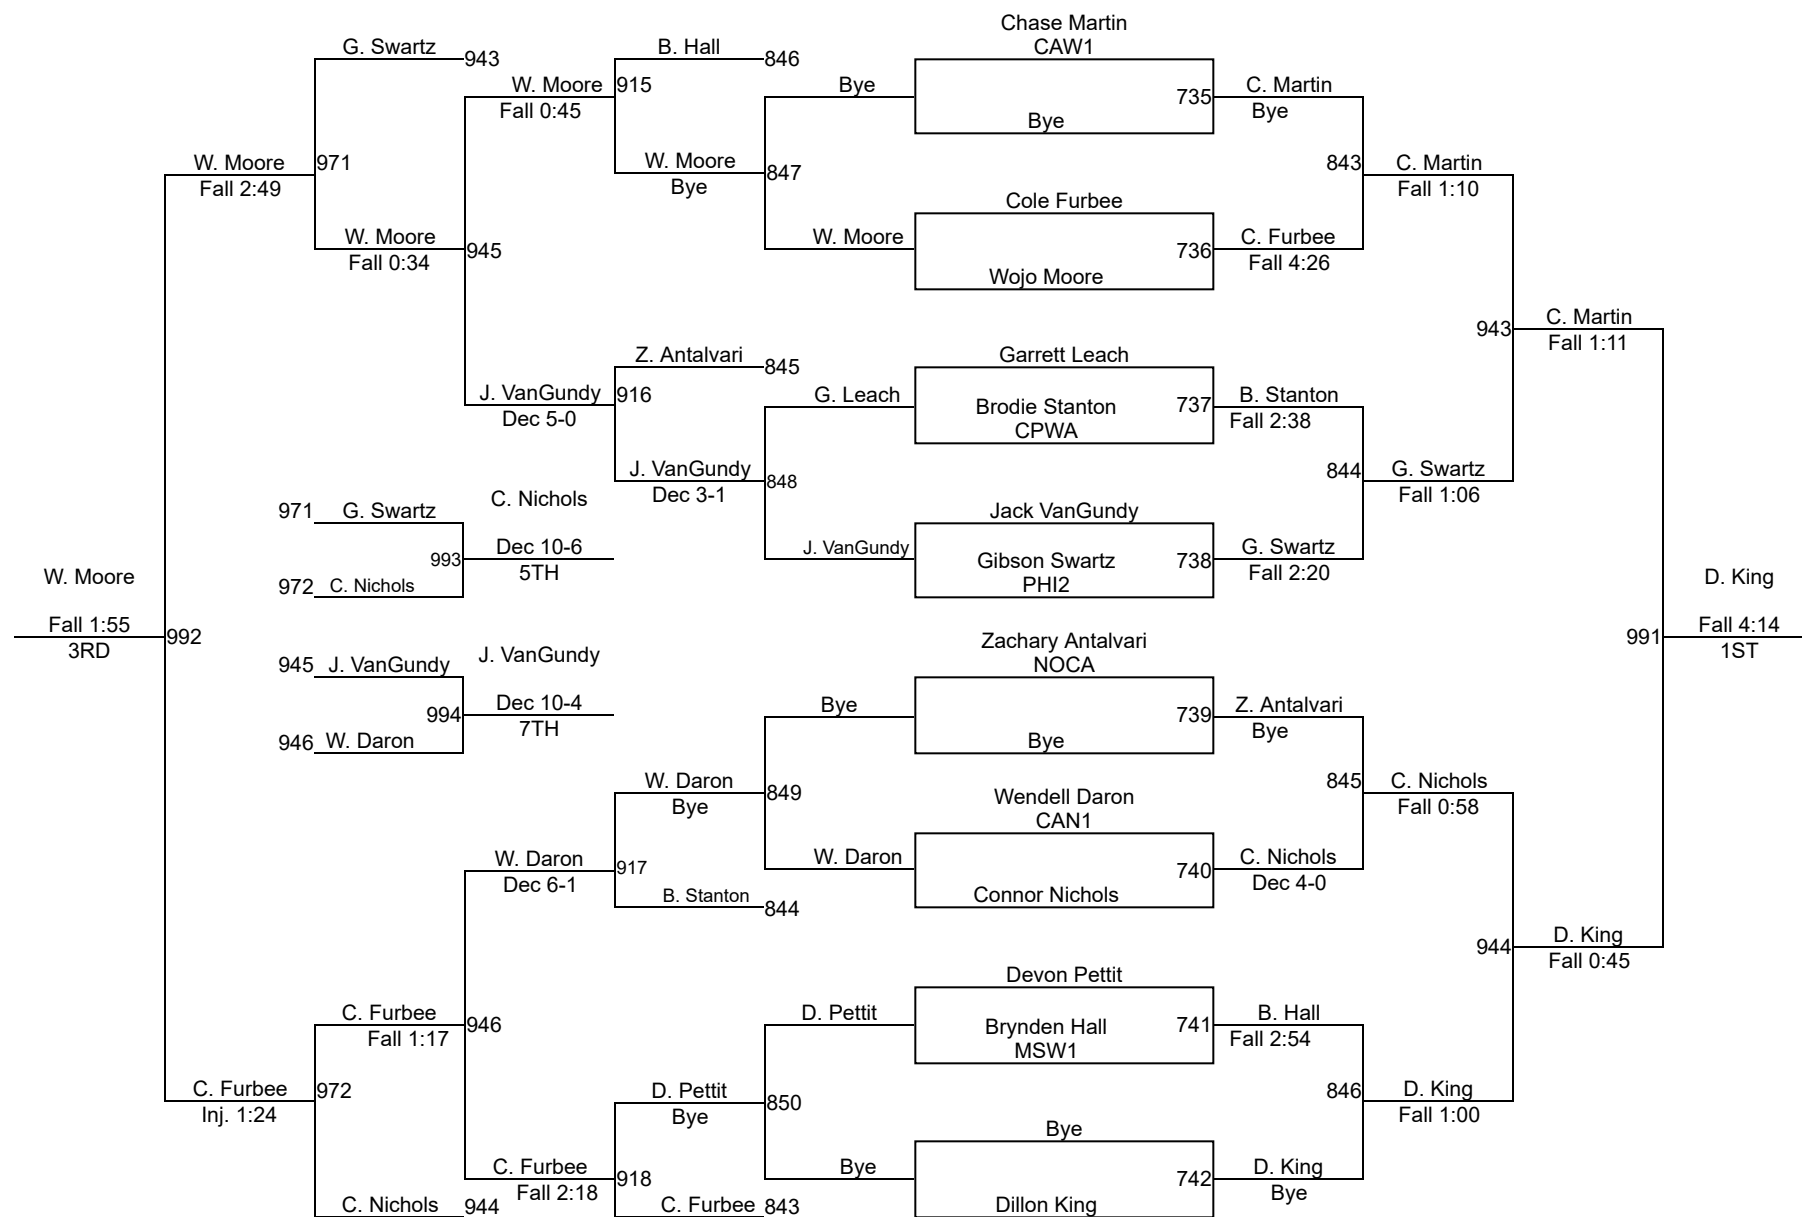 Chase Martin
CAW1
G. Swartz
943
B. Hall
846
W. Moore
915
Bye
735
C. Martin
Fall 0:45
Bye
Bye
W. Moore
971
W. Moore
847
843
C. Martin
Fall 2:49
Bye
Fall 1:10
Cole Furbee
W. Moore
945
W. Moore
736
C. Furbee
Fall 0:34
Wojo Moore
Fall 4:26
943
C. Martin
Fall 1:11
Z. Antalvari
845
Garrett Leach
J. VanGundy
916
G. Leach
Brodie Stanton
737
B. Stanton
Dec 5-0
CPWA
Fall 2:38
J. VanGundy
848
844
G. Swartz
Dec 3-1
Fall 1:06
971
G. Swartz
C. Nichols
Jack VanGundy
993
Dec 10-6
J. VanGundy
Gibson Swartz
738
G. Swartz
5TH
PHI2
Fall 2:20
972
C. Nichols
W. Moore
D. King
Fall 1:55
992
991
Fall 4:14
3RD
1ST
945
J. VanGundy
J. VanGundy
Zachary Antalvari
NOCA
994
Dec 10-4
Bye
739
Z. Antalvari
7TH
Bye
Bye
946
W. Daron
W. Daron
849
845
C. Nichols
Bye
Fall 0:58
Wendell Daron
CAN1
W. Daron
917
W. Daron
740
C. Nichols
Dec 6-1
Connor Nichols
Dec 4-0
B. Stanton
844
944
D. King
Fall 0:45
Devon Pettit
C. Furbee
946
D. Pettit
Brynden Hall
741
B. Hall
Fall 1:17
MSW1
Fall 2:54
C. Furbee
972
D. Pettit
850
846
D. King
Inj. 1:24
Bye
Fall 1:00
Bye
C. Furbee
918
Bye
742
D. King
Fall 2:18
Bye
C. Nichols
944
C. Furbee
843
Dillon King